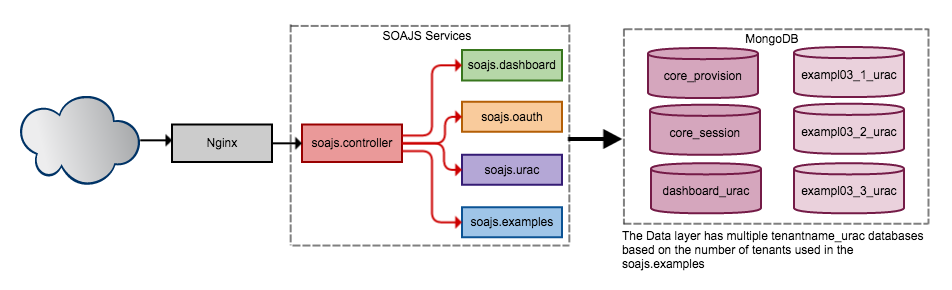 SOAJS Services
MongoDB
soajs.dashboard
core_provision
exampl03_1_urac
soajs.oauth
Nginx
soajs.controller
core_session
exampl03_2_urac
soajs.urac
dashboard_urac
exampl03_3_urac
soajs.examples
The Data layer has multiple tenantname_urac databases
based on the number of tenants used in the
soajs.examples